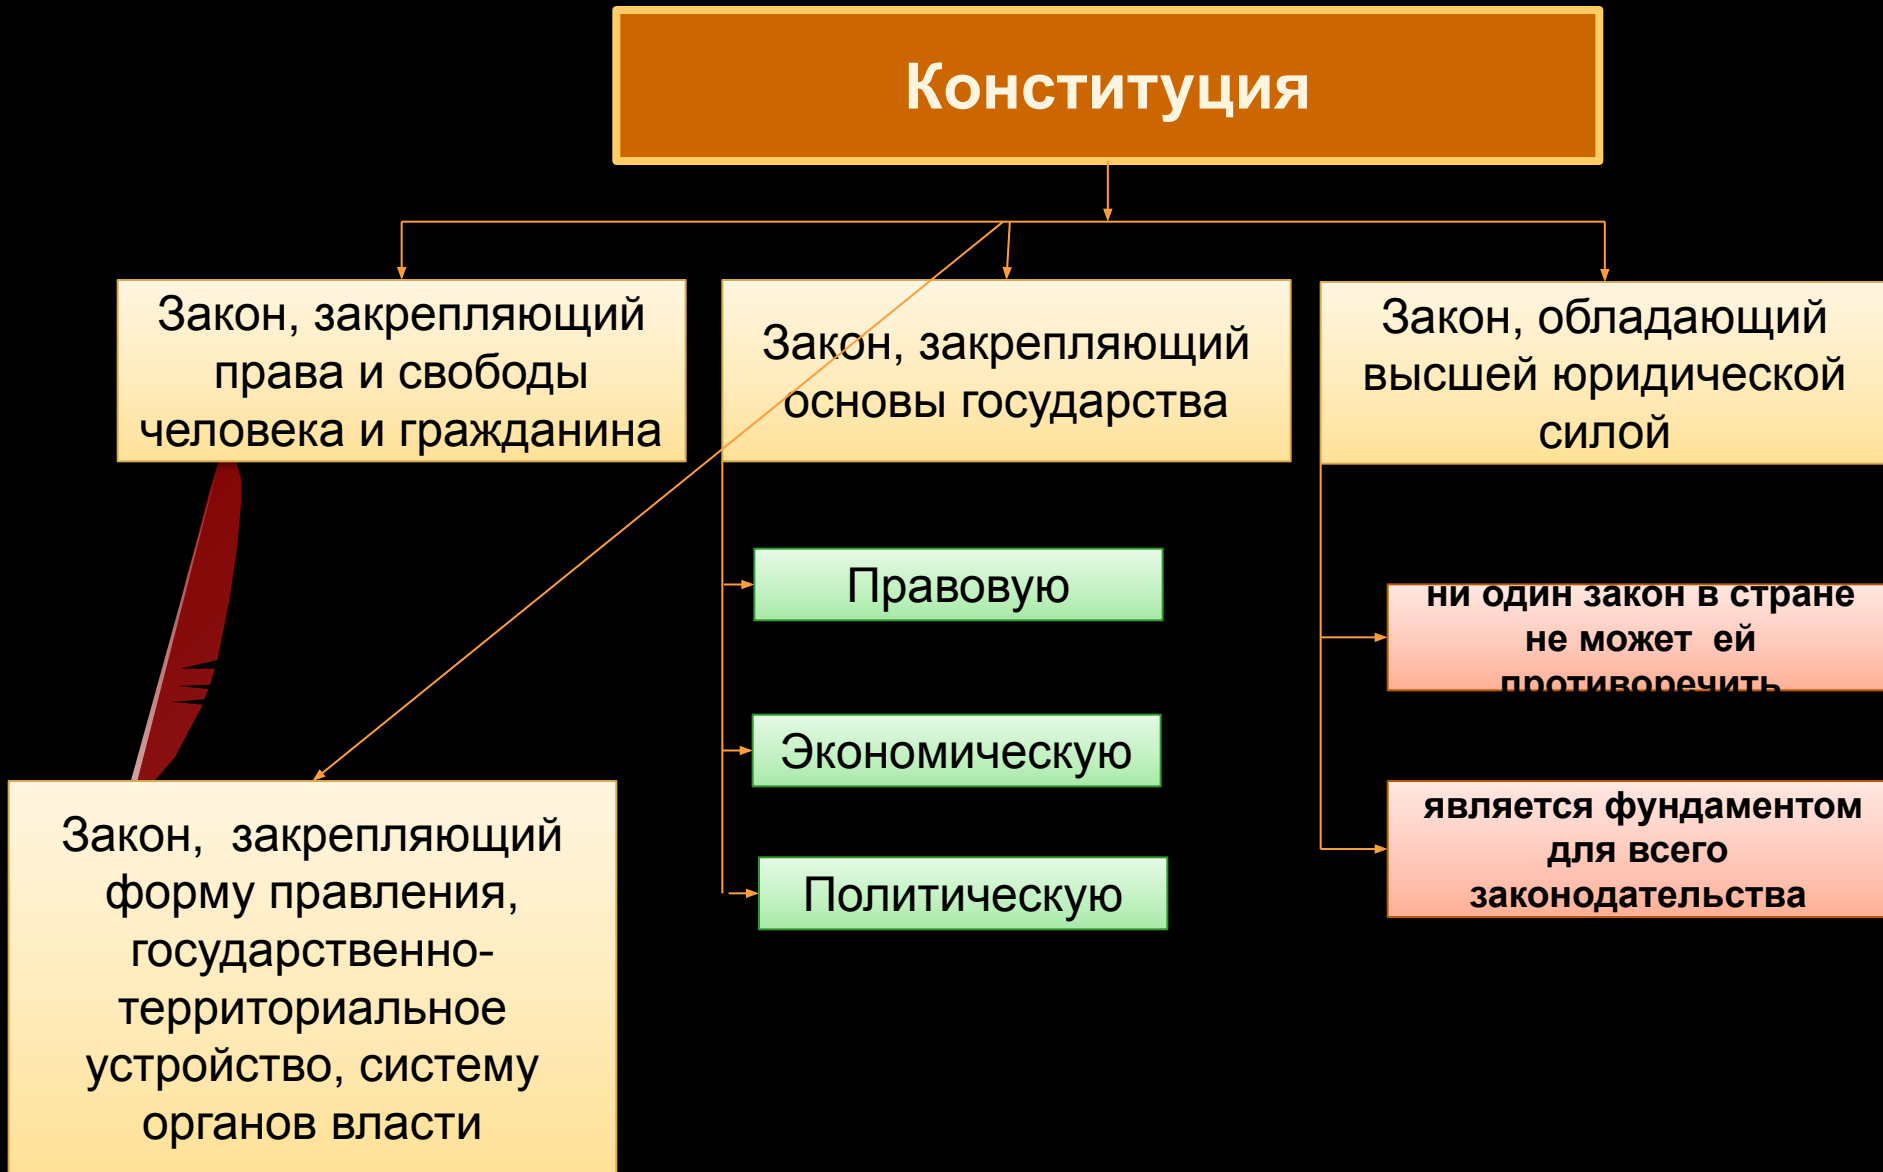 Конституция
Закон, закрепляющий
права и свободы
человека и гражданина
Закон, закрепляющий
основы государства
Закон, обладающий
высшей юридической
силой
Правовую
Экономическую
Политическую
ни один закон в стране
не может  ей
противоречить
является фундаментом
для всего
законодательства
Закон,  закрепляющий
форму правления,
государственно-
территориальное
устройство, систему
органов власти